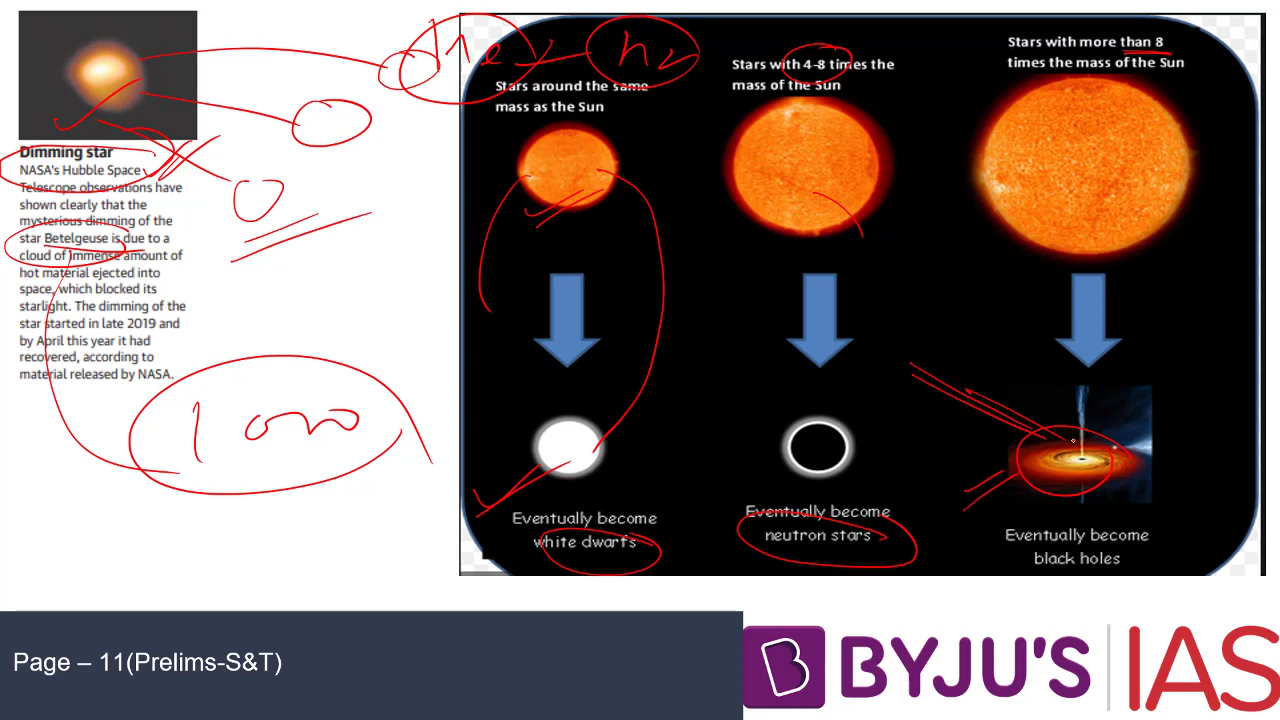 Dimming star
NASA's Hubble Space
Telescope observations have
shown clearly that the
mysterious dimming of the
star Betelgeuse is due to a
cloud of immense amount of
hot material ejected into
space, which blocked its
starlight. The dimming of the
star started in late 2019 and
by April this year it had
recovered, according to
material released by NASA.
1000
Stars around the same
mass as the Sun
Stars with 4-8 times the
mass of the Sun
Stars with more than 8
times the mass of the Sun
Eventually become
white dwarfs
Eventually become
neutron stars
Eventually become
black holes
Page – 11(Prelims-S&T)
B BYJU'S IAS